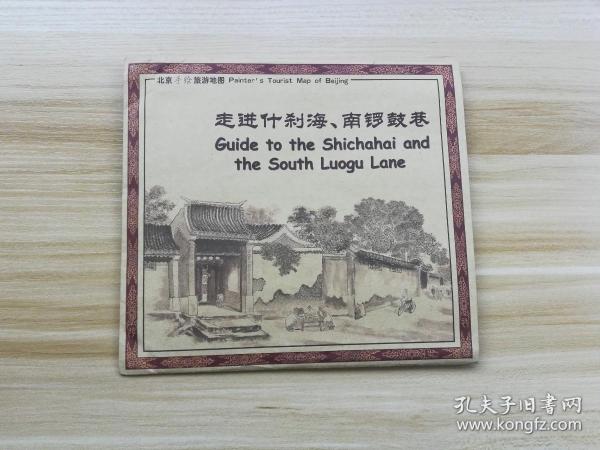 北京手绘旅游地图 Painter's Tourist Map of Beijing
走进什刹海、南锣鼓巷
Guide to the Shichahai and
the South Luogu Lane
孔夫子旧书网
www.kongfz.com